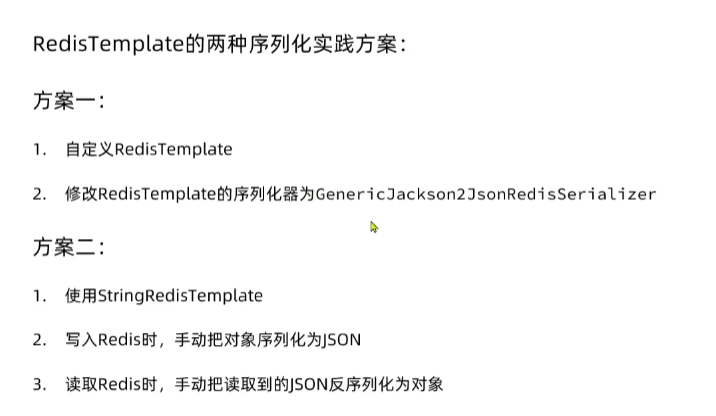 RedisTemplate的两种序列化实践方案：
方案一：
1. 自定义RedisTemplate
2. 修改RedisTemplate的序列化器为GenericJackson2JsonRedisSerializer
方案二：
1. 使用StringRedisTemplate
2. 写入Redis时，手动把对象序列化为JSON
3. 读取Redis时，手动把读取到的JSON反序列化为对象